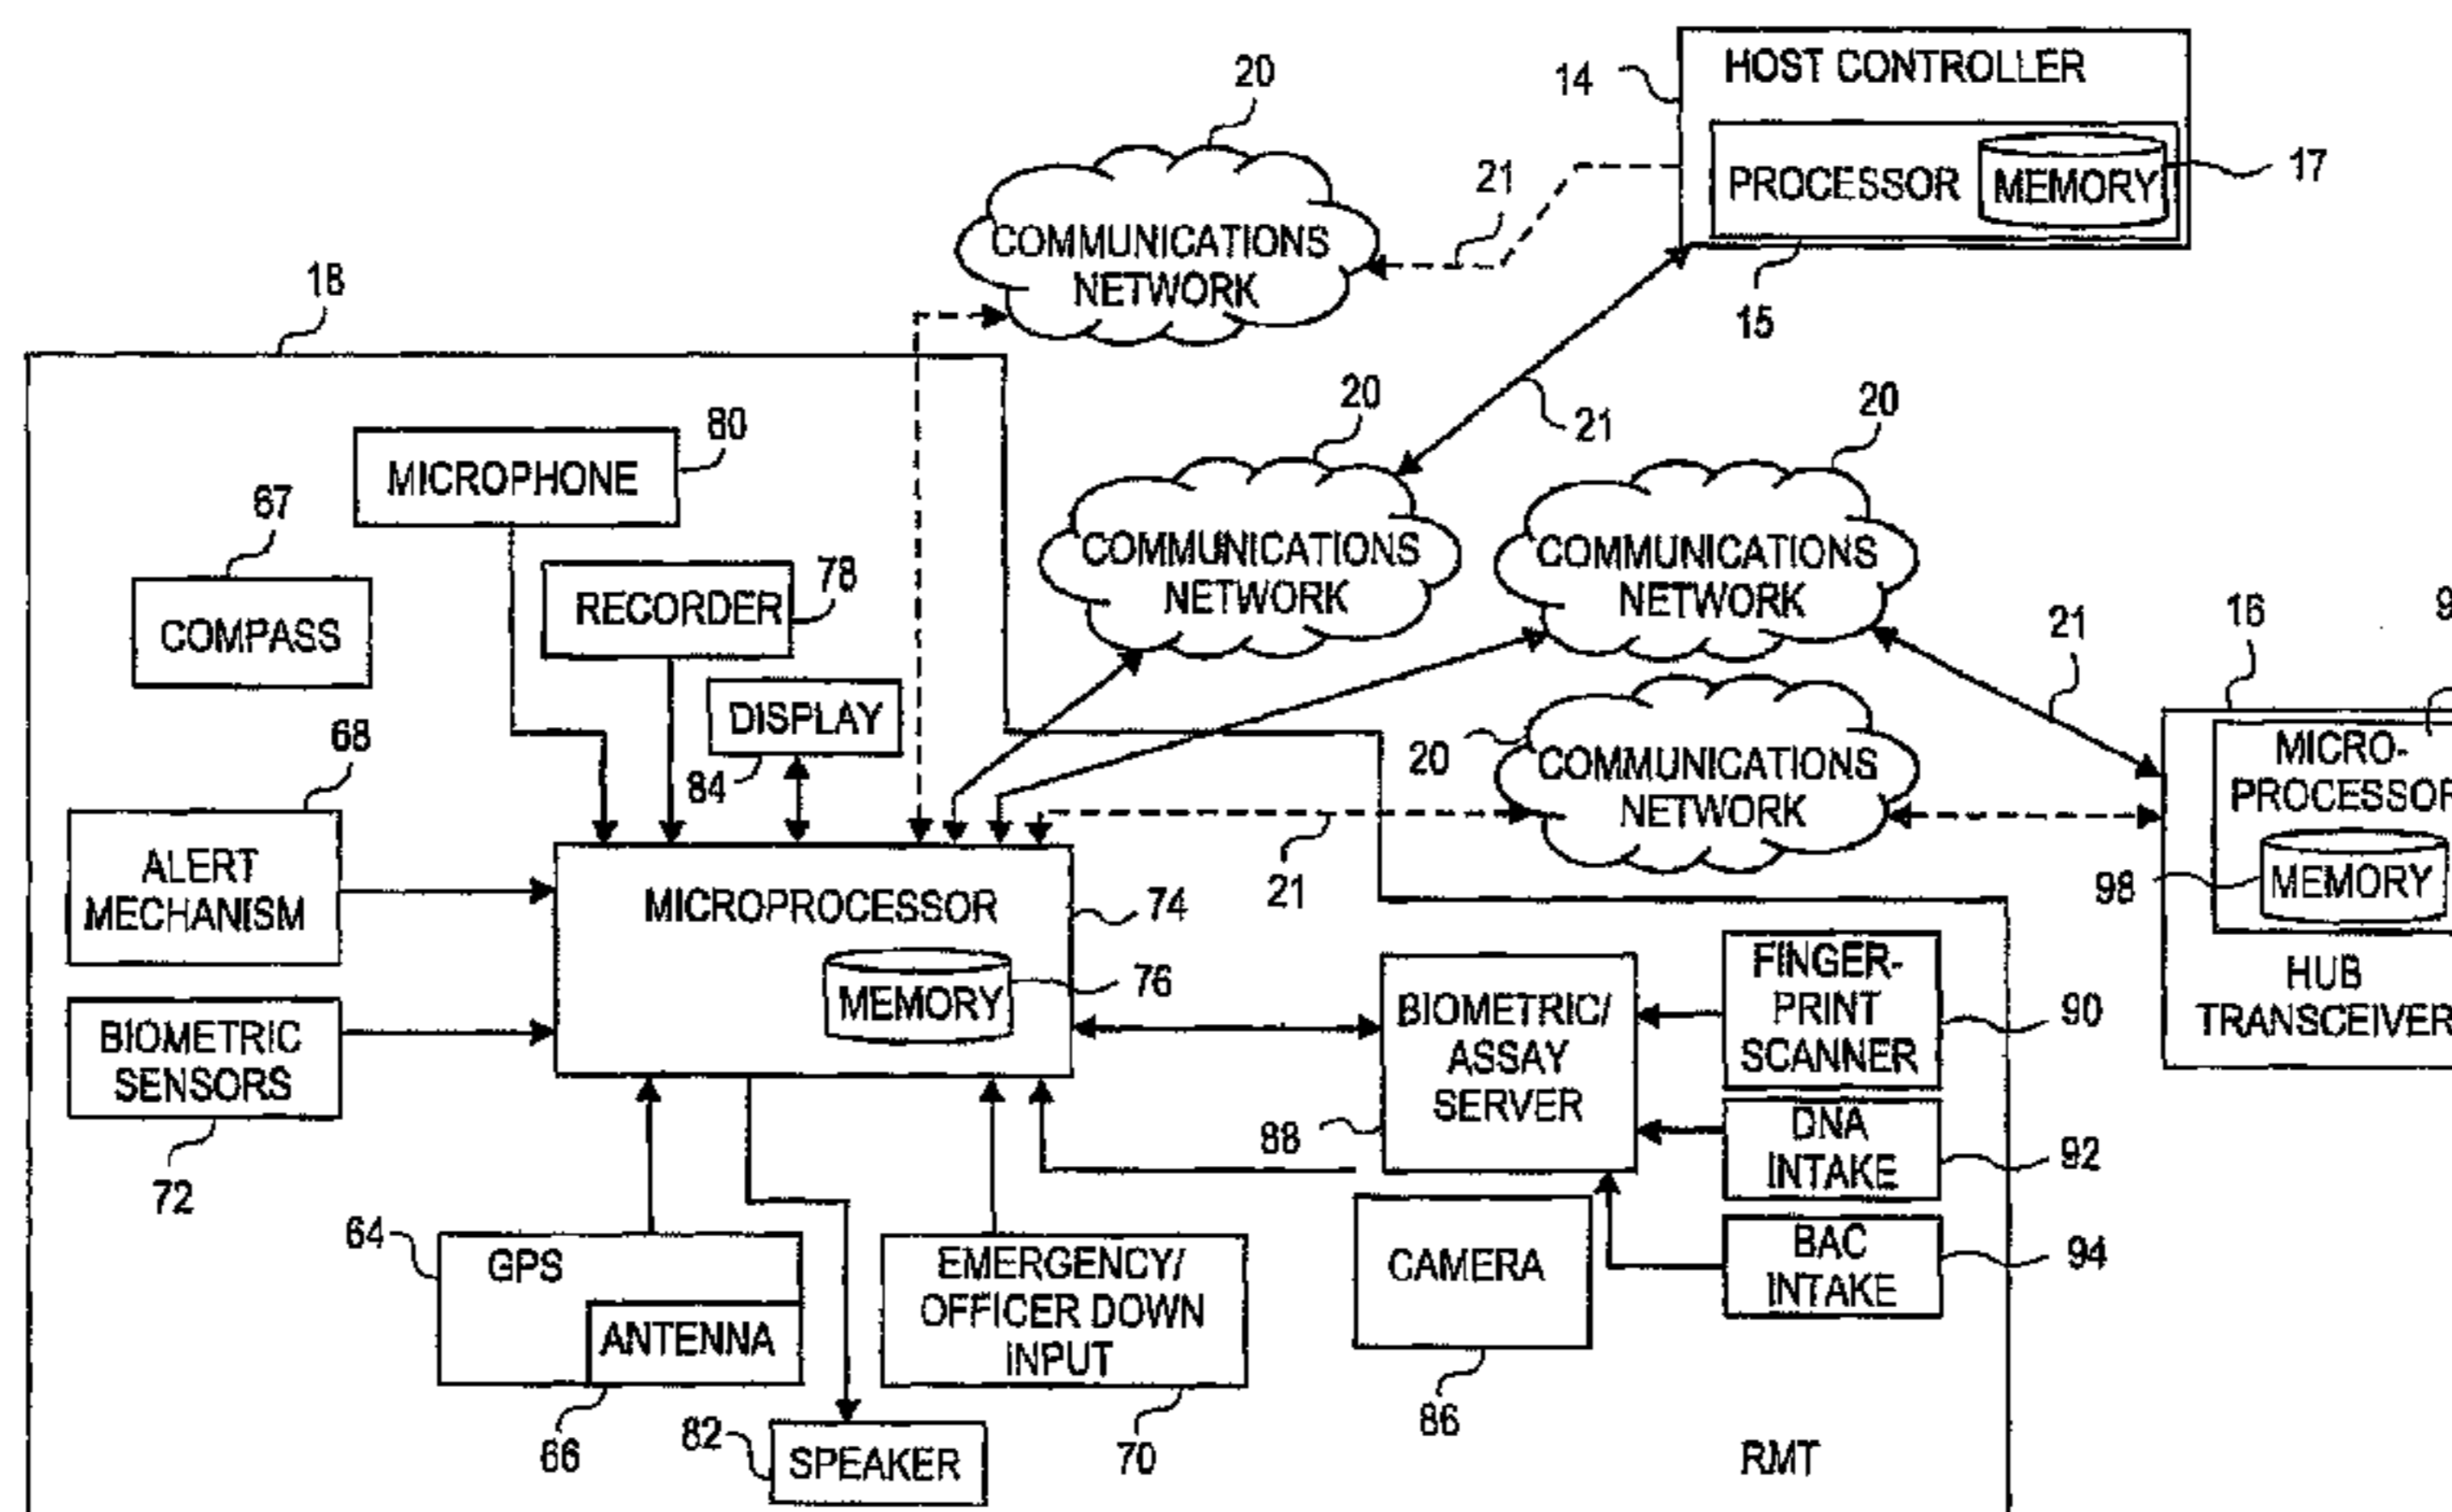 HOST CONTROLLER
14
20
PROCESSOR
MEMORY
17
21
15
COMMUNICATIONS
NETWORK
18
80
MICROPHONE
20
21
20
67
COMPASS
78
RECORDER
COMMUNICATIONS
NETWORK
COMMUNICATIONS
NETWORK
21
16
9
DISPLAY
84
68
ALERT
MECHANISM
20
COMMUNICATIONS
NETWORK
21
MICRO-
PROCESSOR
98
MEMORY
HUB
TRANSCEIVER
MICROPROCESSOR
74
MEMORY
76
BIOMETRIC
SENSORS
72
BIOMETRIC/
ASSAY
SERVER
88
FINGER-
PRINT
SCANNER
90
DNA
INTAKE
92
BAC
INTAKE
94
64
GPS
ANTENNA
66
EMERGENCY/
OFFICER DOWN
INPUT
70
CAMERA
86
82
SPEAKER
RMT